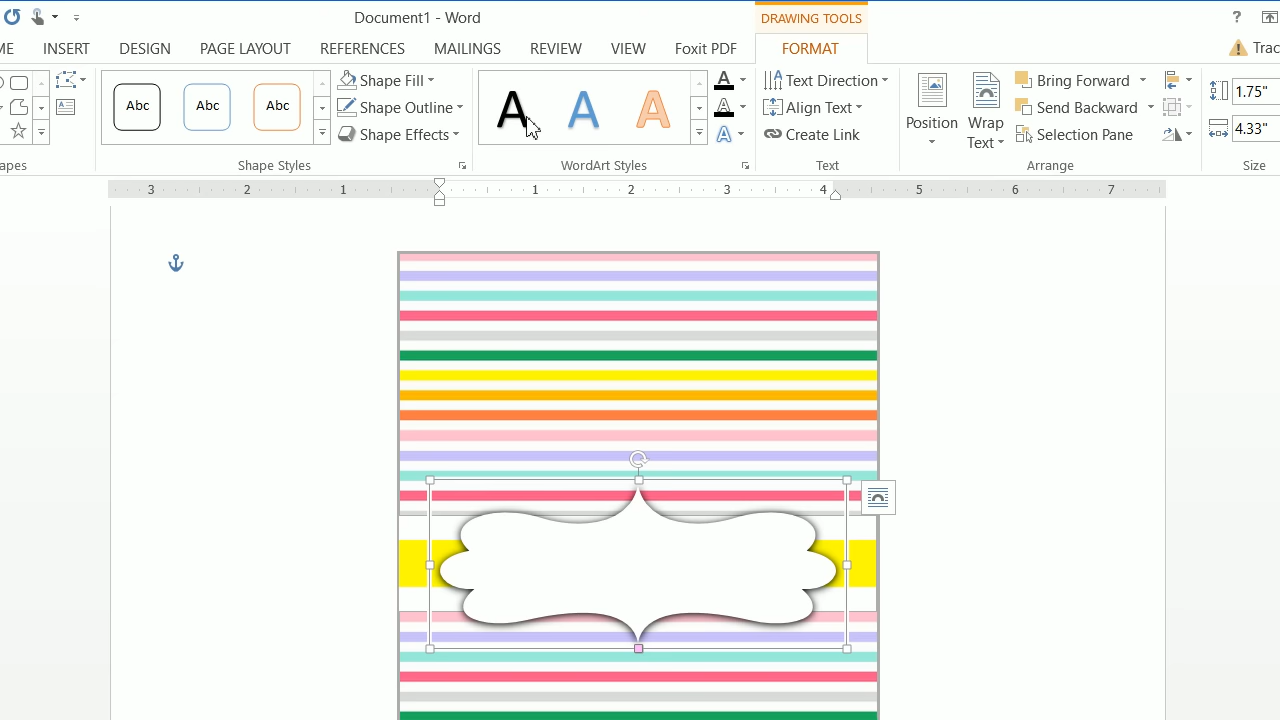 Document1 - Word
DRAWING TOOLS
?
ME INSERT DESIGN PAGE LAYOUT REFERENCES MAILINGS REVIEW VIEW Foxit PDF FORMAT Trac
Abc Abc Abc
Shape Fill
Shape Outline
Shape Effects
A A A
A
A
A
Text Direction
Align Text
Create Link
Position
Wrap
Text
Bring Forward
Send Backward
Selection Pane
1.75"
4.33"
apes Shape Styles WordArt Styles Text Arrange Size
3 2 1 1 2 3 4 5 6 7